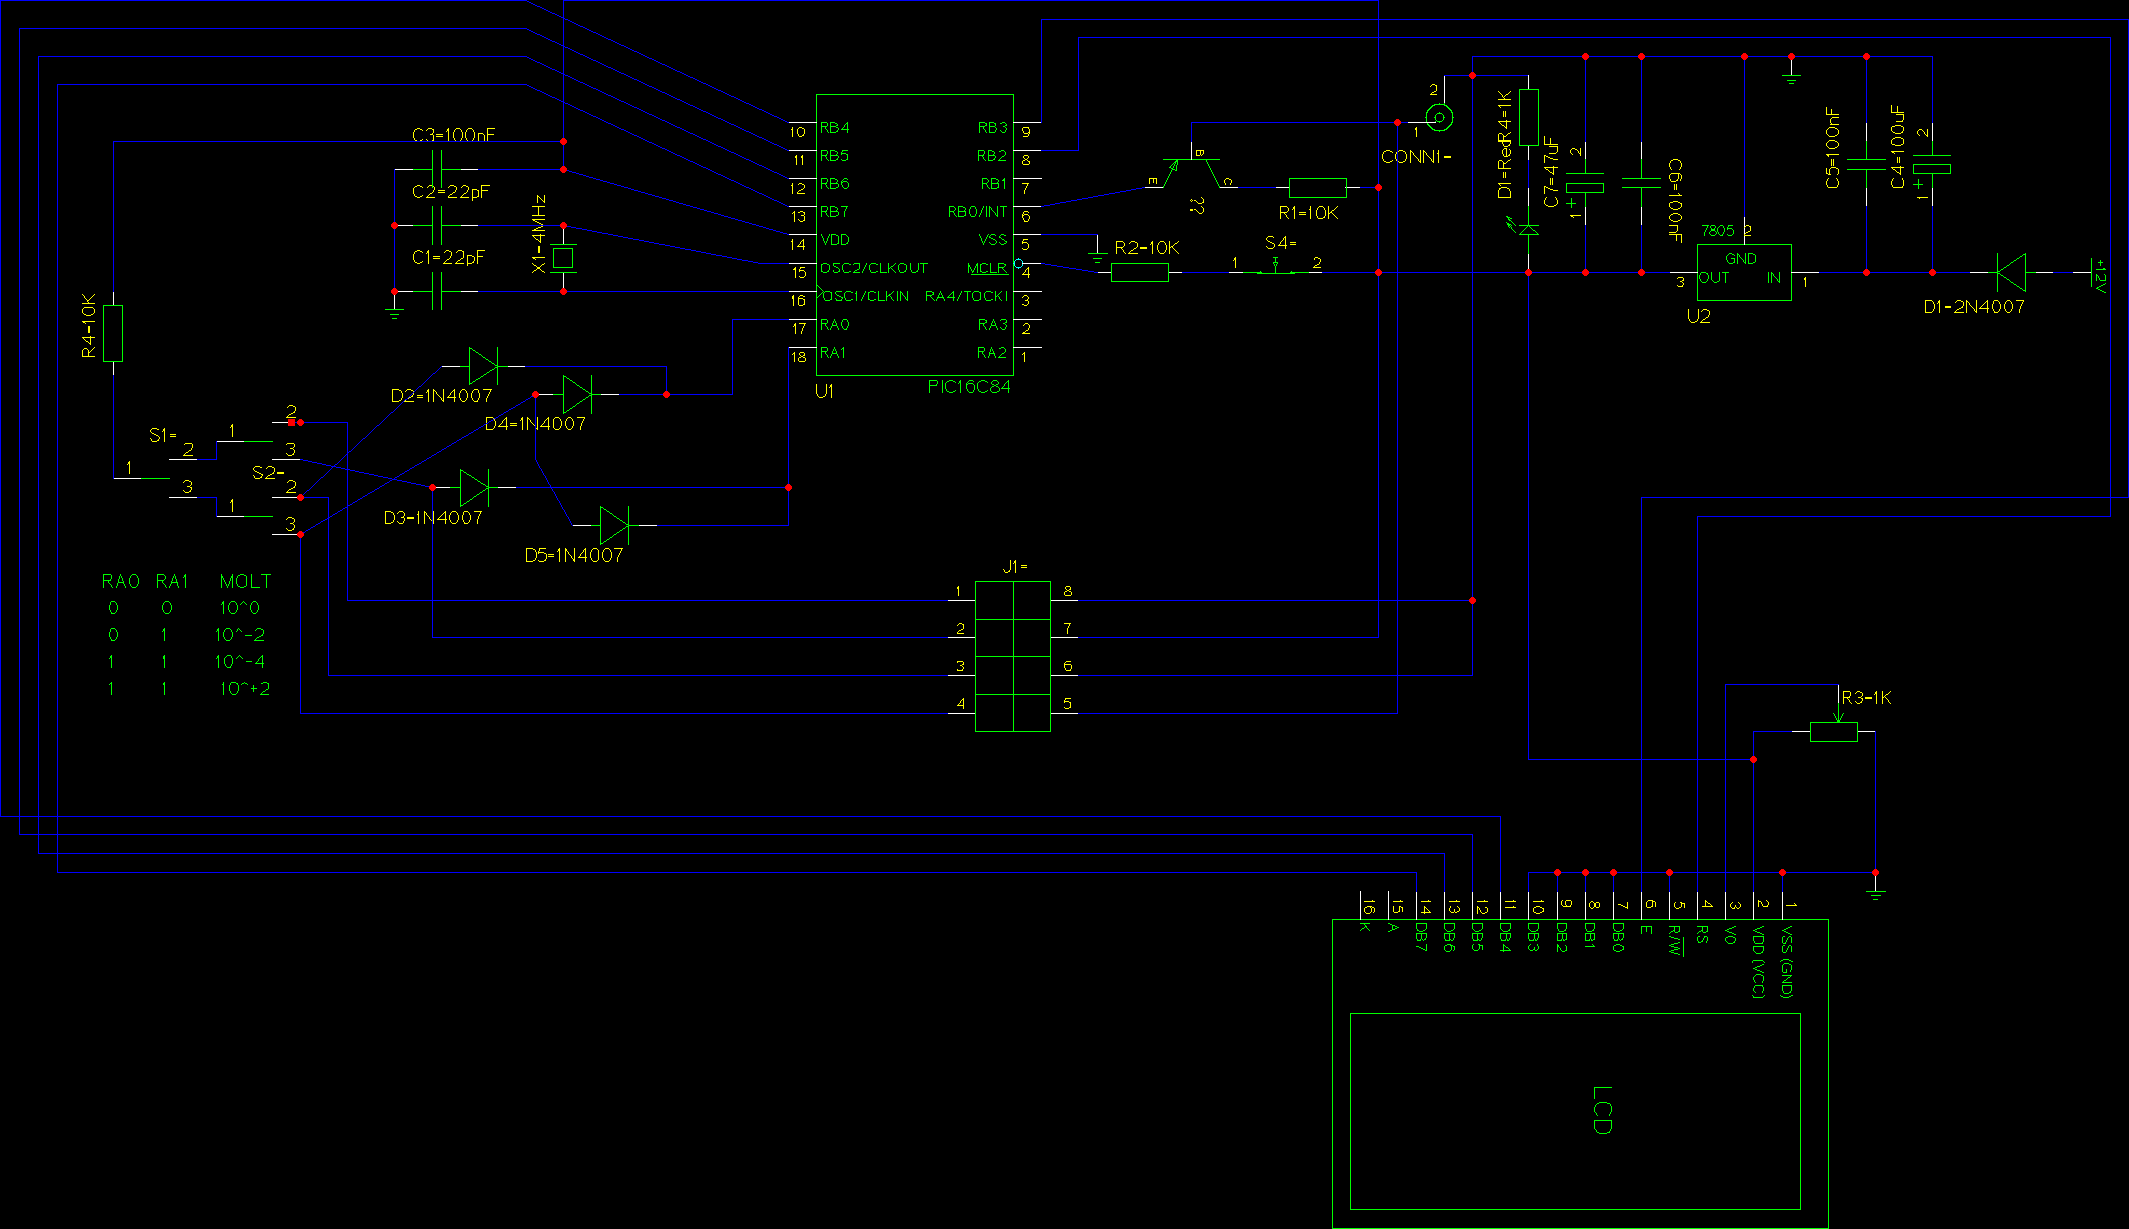 C3=100nF
C2=22pF
C1=22pF
X1-4MHz
R4-10K
10 RB4
11 RB5
12 RB6
13 RB7
14 VDD
15 OSC2/CLKOUT
16 OSC1/CLKIN
17 RA0
18 RA1
RB3 9
RB2 8
RB1 7
RB0/INT 6
VSS 5
MCLR 4
RA4/TOCKI 3
RA3 2
RA2 1
U1
PIC16C84
E
B
C
??
R1=10K
R2-10K
S4=
1
2
2
1
CONN1-
R4=1K
D1=Red
C7=47uF
2
+
1
C6=100nF
7805
2
GND
OUT
IN
3
1
U2
C5=100nF
C4=100uF
2
+
1
D1-2N4007
+12V
D2=1N4007
D4=1N4007
D3-1N4007
D5=1N4007
S1=
1
2
3
S2-
1
2
3
1
2
3
RA0 RA1 MOLT
0 0 10^0
0 1 10^-2
1 1 10^-4
1 1 10^+2
J1=
1 8
2 7
3 6
4 5
R3-1K
16 K
15 A
14 DB7
13 DB6
12 DB5
11 DB4
10 DB3
9 DB2
8 DB1
7 DB0
6 E
5 R/W
4 RS
3 V0
2 VDD (VCC)
1 VSS (GND)
LCD